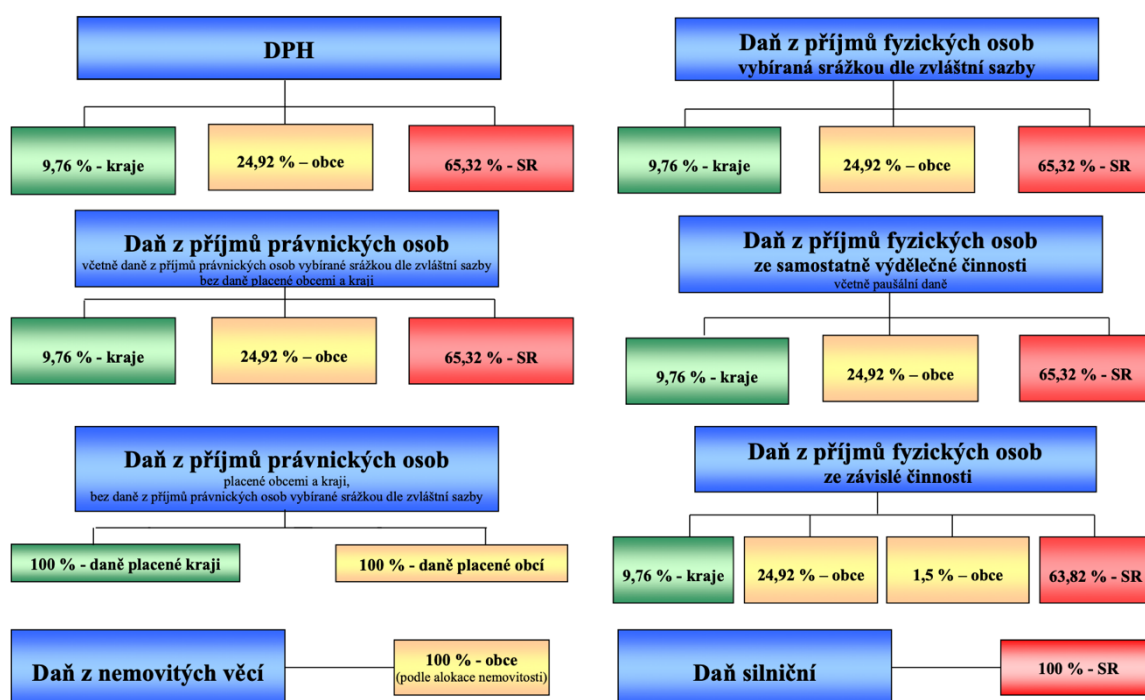 DPH
9,76 % - kraje
24,92 % – obce
65,32 % - SR
Daň z příjmů fyzických osob
vybíraná srážkou dle zvláštní sazby
9,76 % - kraje
24,92 % – obce
65,32 % - SR
Daň z příjmů právnických osob
včetně daně z příjmů právnických osob vybírané srážkou dle zvláštní sazby
bez daně placené obcemi a kraji
9,76 % - kraje
24,92 % – obce
65,32 % - SR
Daň z příjmů fyzických osob
ze samostatně výdělečné činnosti
včetně paušální daně
9,76 % - kraje
24,92 % – obce
65,32 % - SR
Daň z příjmů právnických osob
placené obcemi a kraji,
bez daně z příjmů právnických osob vybírané srážkou dle zvláštní sazby
100 % - daně placené kraji
100 % - daně placené obcí
Daň z příjmů fyzických osob
ze závislé činnosti
9,76 % - kraje
24,92 % – obce
1,5 % – obce
63,82 % - SR
Daň z nemovitých věcí
100 % - obce
(podle alokace nemovitosti)
Daň silniční
100 % - SR